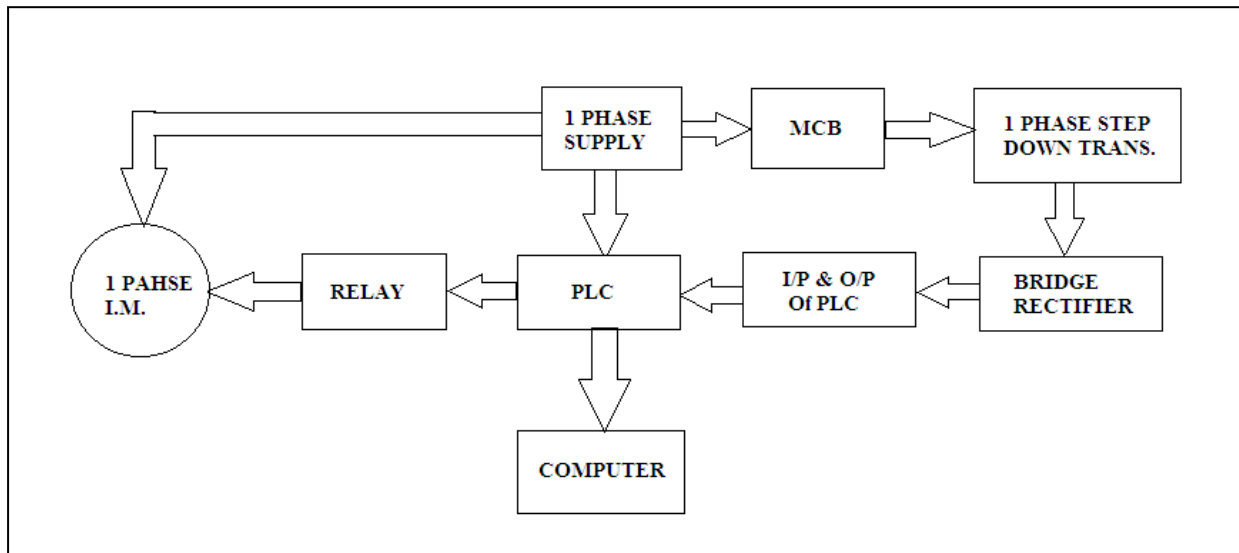 1 PHASE
SUPPLY
MCB
1 PHASE STEP
DOWN TRANS.
1 PAHSE
I.M.
RELAY
PLC
I/P & O/P
Of PLC
BRIDGE
RECTIFIER
COMPUTER